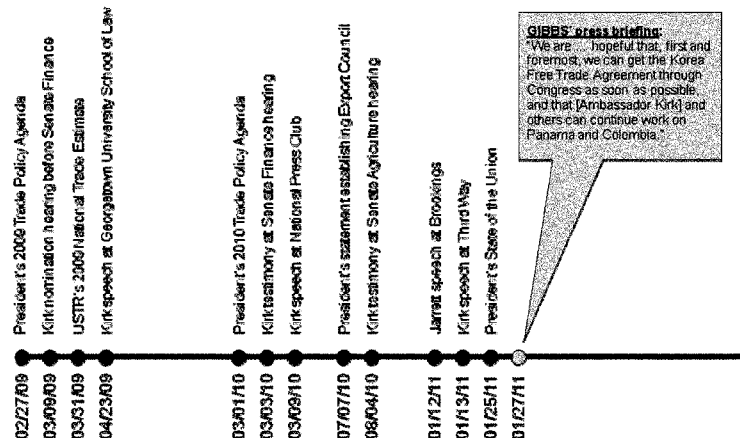 GIBBS' press briefing:
"We are ... hopeful that, first and
foremost, we can get the Korea
Free Trade Agreement through
Congress as soon as possible,
and that [Ambassador Kirk] and
others can continue work on
Panama and Colombia."
President's 2009 Trade Policy Agenda
Kirk nomination hearing before Senate Finance
USTR's 2009 National Trade Estimate
Kirk speech at Georgetown University School of Law
President's 2010 Trade Policy Agenda
Kirk testimony at Senate Finance hearing
Kirk speech at National Press Club
President's statement establishing Export Council
Kirk testimony at Senate Agriculture hearing
Jarrett speech at Brookings
Kirk speech at Third Way
President's State of the Union
02/27/09
03/09/09
03/31/09
04/23/09
03/01/10
03/03/10
03/09/10
07/07/10
08/04/10
01/12/11
01/13/11
01/25/11
01/27/11